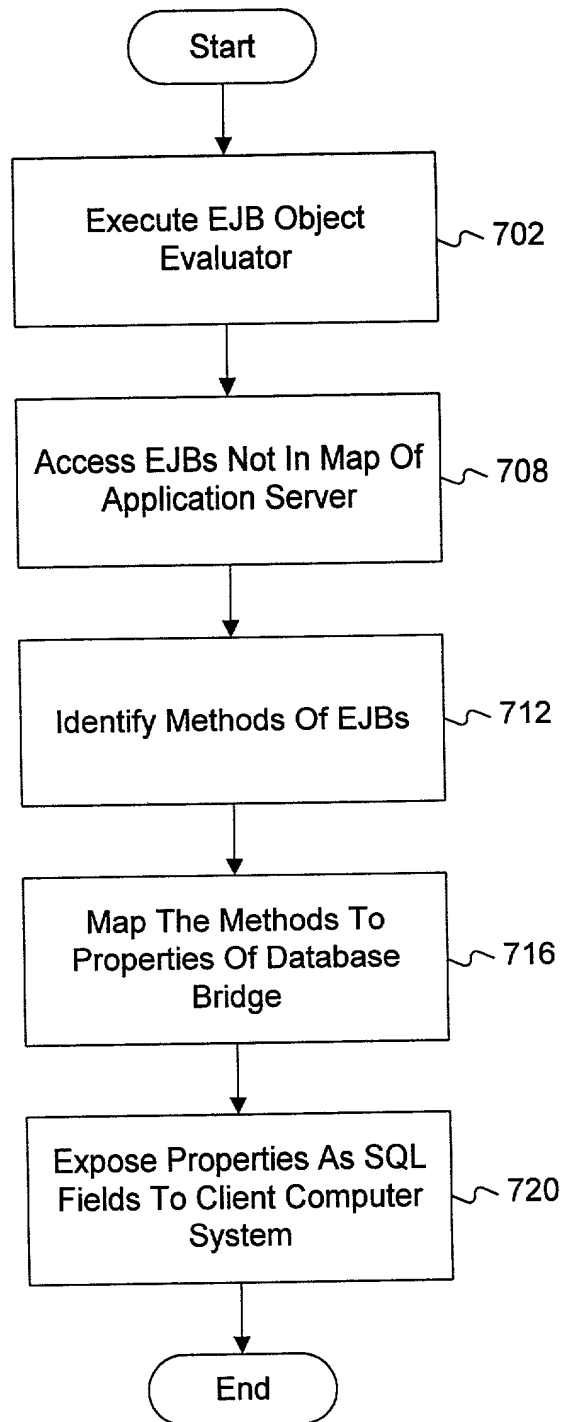 Start
Execute EJB Object
Evaluator
702
Access EJBs Not In Map Of
Application Server
708
Identify Methods Of EJBs
712
Map The Methods To
Properties Of Database
Bridge
716
Expose Properties As SQL
Fields To Client Computer
System
720
End